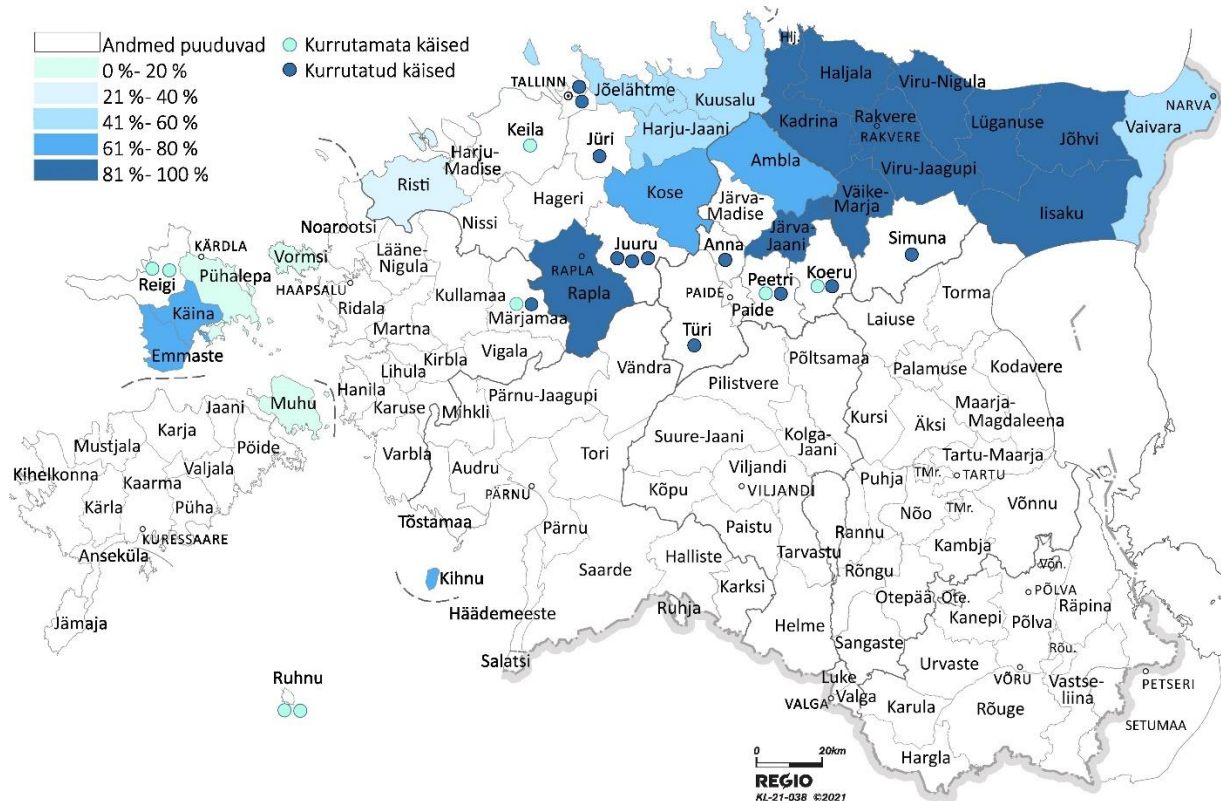 Andmed puuduvad
0 %- 20 %
21 %- 40 %
41 %- 60 %
61 %- 80 %
81 %- 100 %
Kurrutamata käised
Kurrutatud käised
Hlj.
Haljala
Viru-Nigula
TALLINN
Jõelähtme
Kuusalu
NARVA
Keila
Harju-Jaani
Kadrina
Rakvere
RAKVERE
Lüganuse
Jõhvi
Vaivara
Jüri
Harju-
Madise
Ambla
Viru-Jaagupi
Risti
Kose
Väike-
Marja
Hageri
Järva-
Madise
Iisaku
Nissi
Noarootsi
Järva-
Jaani
KÄRDLA
Vormsi
Lääne-
Nigula
Juuru
Anna
Simuna
Reigi
Pühalepa
HAAPSALU
RAPLA
Rapla
Peetri
Koeru
Käina
Ridala
Kullamaa
Märjamaa
PAIDE
Paide
Torma
Emmaste
Martna
Türi
Laiuse
Lihula
Kirbla
Vigala
Põltsamaa
Vändra
Palamuse
Kodavere
Hanila
Karuse
Mihkli
Pärnu-Jaagupi
Pilistvere
Muhu
Jaani
Karja
Mustjala
Pöide
Kursi
Äksi
Maarja-
Magdaleena
Varbla
Suure-Jaani
Kolga-
Jaani
Kihelkonna
Kaarma
Valjala
Audru
Tori
Viljandi
VILJANDI
Tartu-Maarja
TMr.
TARTU
Puhja
PÄRNU
Kõpu
Kärla
Püha
Võnnu
Nõo
TMr.
KURESSAARE
Tõstamaa
Pärnu
Paistu
Rannu
Anseküla
Kambja
Halliste
Tarvastu
Rõngu
Kihnu
Saarde
Karksi
Võn.
PÕLVA
Otepää
Ote.
Räpina
Jämaja
Häädemeeste
Ruhja
Helme
Kanepi
Põlva
Sangaste
Rõu.
Salatsi
Urvaste
Ruhnu
Luke
VÕRU
Vastse-
liina
PETSERI
VALGA
Valga
Karula
Rõuge
SETUMAA
Hargla
0 20km
REGIO
KL-21-038 ©2021